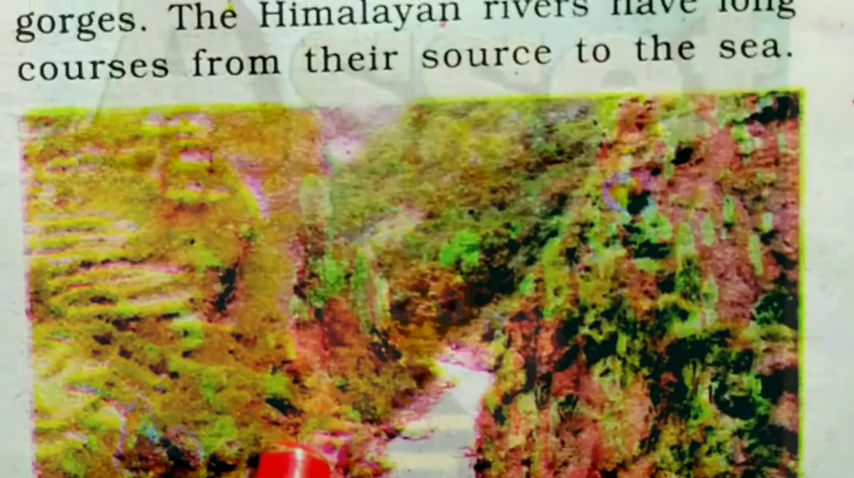 gorges. The Himalayan rivers have long
courses from their source to the sea.